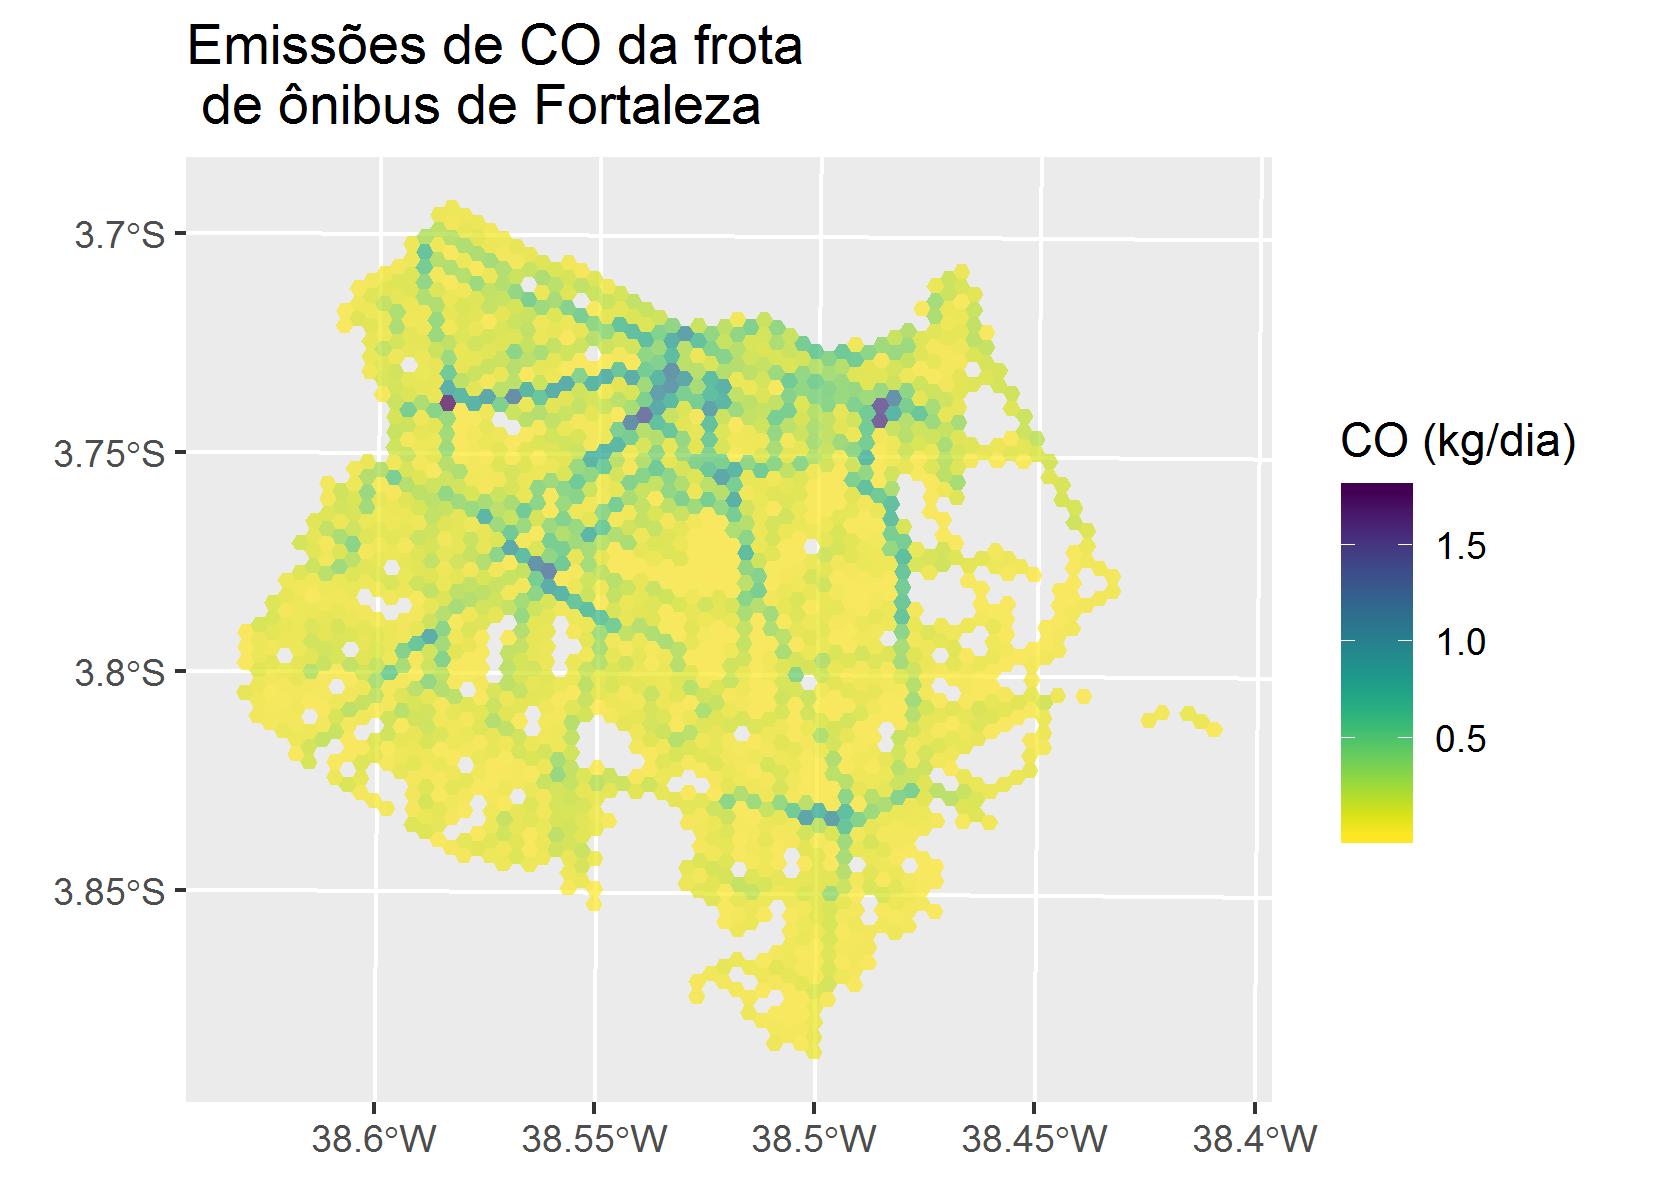 Emissões de CO da frota
de ônibus de Fortaleza
3.7°S
3.75°S
3.8°S
3.85°S
38.6°W
38.55°W
38.5°W
38.45°W
38.4°W
CO (kg/dia)
1.5
1.0
0.5